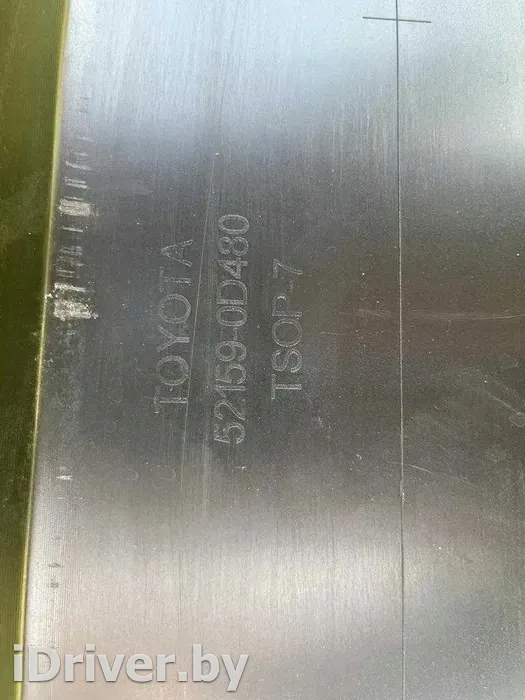 TOYOTA
52159-0D480
TSOP-7
iDriver.by